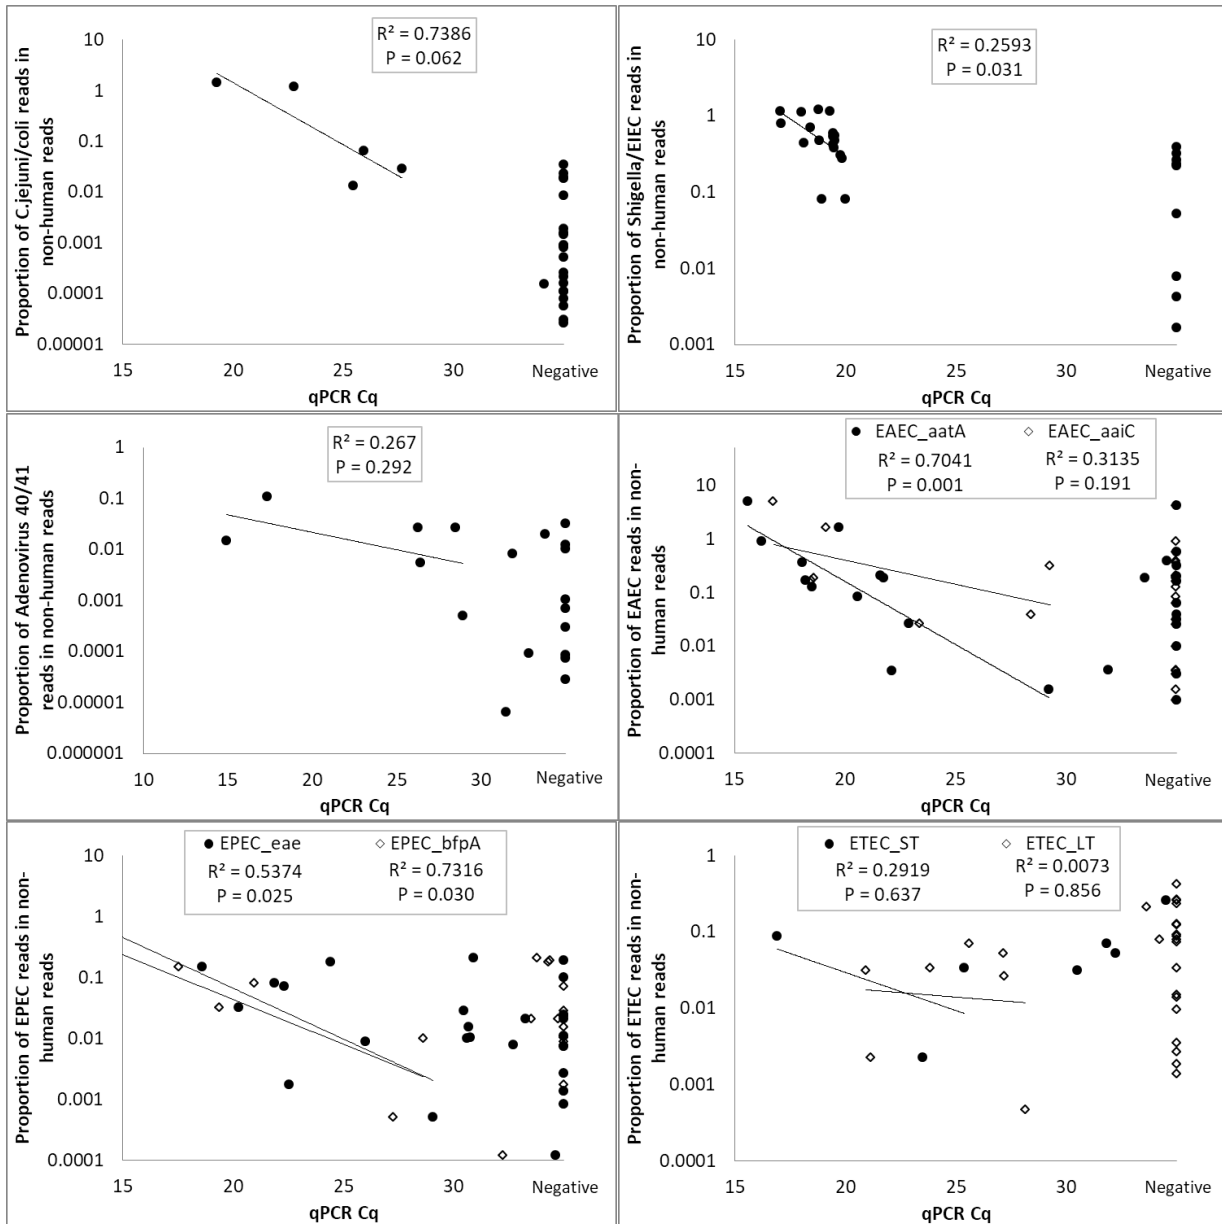 Proportion of C.jejuni/coli reads in
non-human reads
10
1
0.1
0.01
0.001
0.0001
0.00001
R² = 0.7386
P = 0.062
15
20
25
30
Negative
qPCR Cq
Proportion of Shigella/EIEC reads in
non-human reads
10
1
0.1
0.01
0.001
R² = 0.2593
P = 0.031
15
20
25
30
Negative
qPCR Cq
Proportion of Adenovirus 40/41
reads in non-human reads
1
0.1
0.01
0.001
0.0001
0.00001
0.000001
R² = 0.267
P = 0.292
10
15
20
25
30
Negative
qPCR Cq
Proportion of EAEC reads in non-
human reads
10
1
0.1
0.01
0.001
0.0001
EAEC_aatA EAEC_aaiC
R² = 0.7041 R² = 0.3135
P = 0.001 P = 0.191
15
20
25
30
Negative
qPCR Cq
Proportion of EPEC reads in non-
human reads
10
1
0.1
0.01
0.001
0.0001
EPEC_eae EPEC_bfpA
R² = 0.5374 R² = 0.7316
P = 0.025 P = 0.030
15
20
25
30
Negative
qPCR Cq
Proportion of ETEC reads in non-
human reads
1
0.1
0.01
0.001
0.0001
ETEC_ST ETEC_LT
R² = 0.2919 R² = 0.0073
P = 0.637 P = 0.856
15
20
25
30
Negative
qPCR Cq